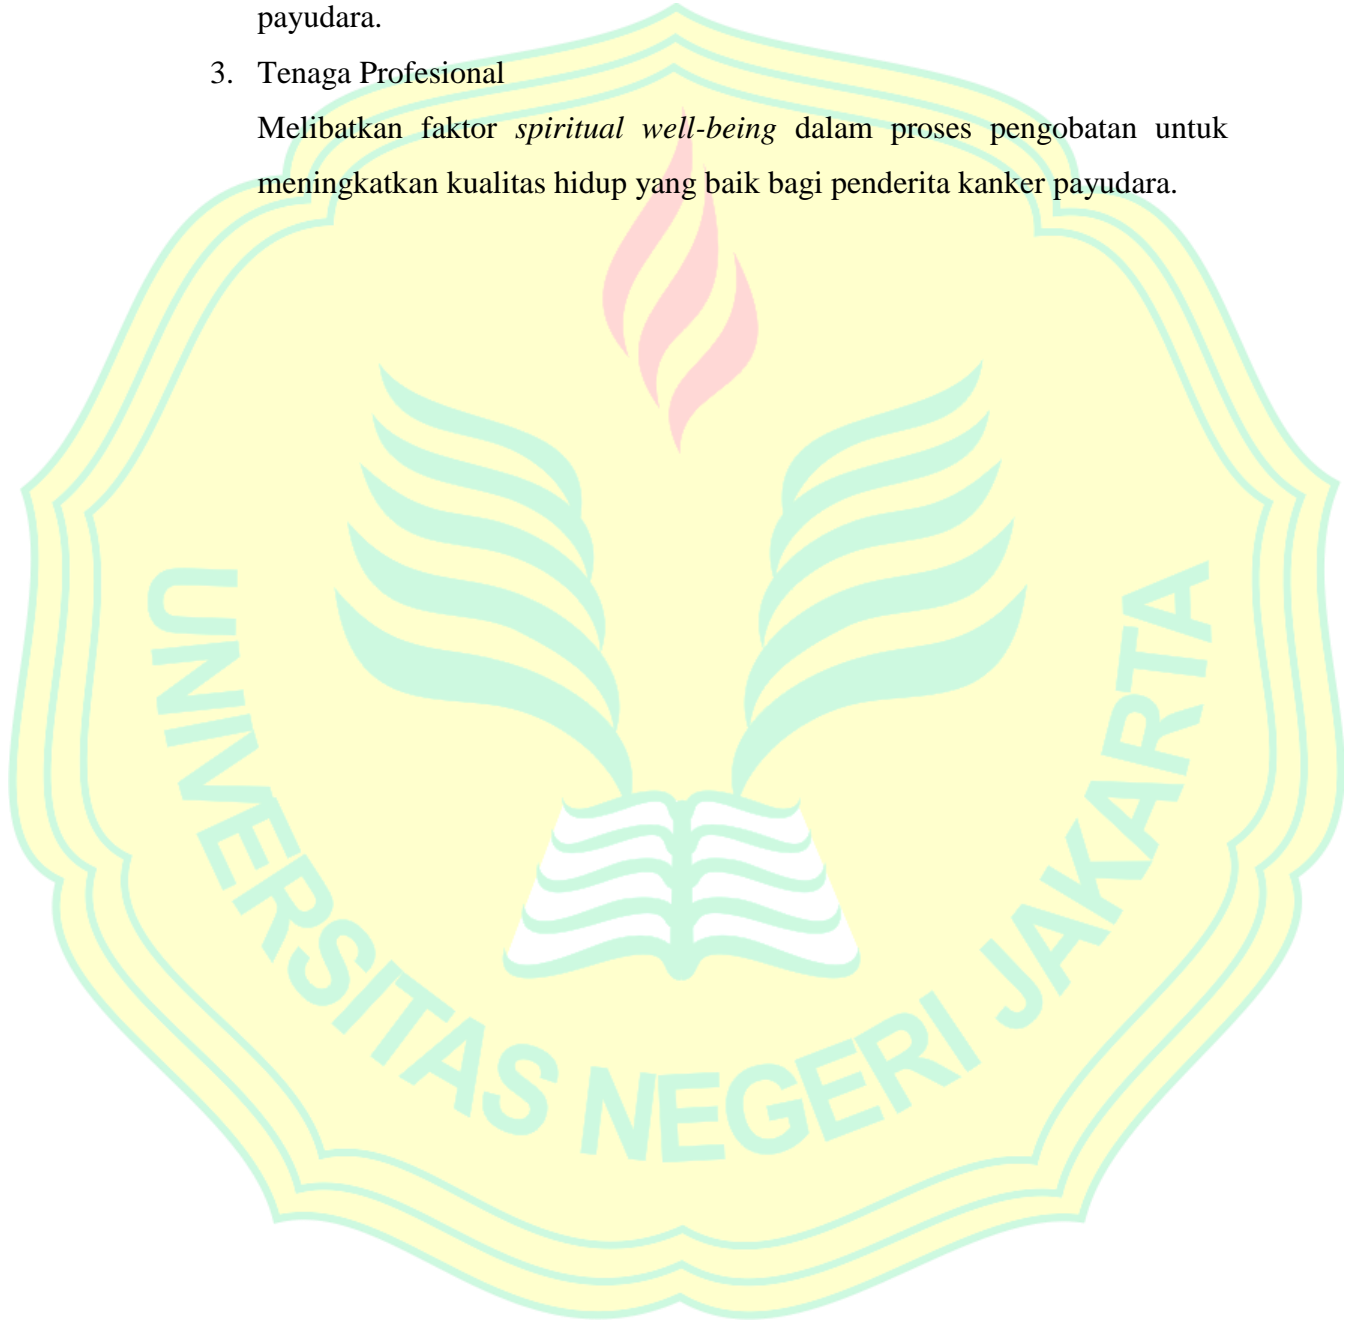 payudara.
3. Tenaga Profesional
Melibatkan faktor spiritual well-being dalam proses pengobatan untuk
meningkatkan kualitas hidup yang baik bagi penderita kanker payudara.
UNIVERSITAS NEGERI JAKARTA